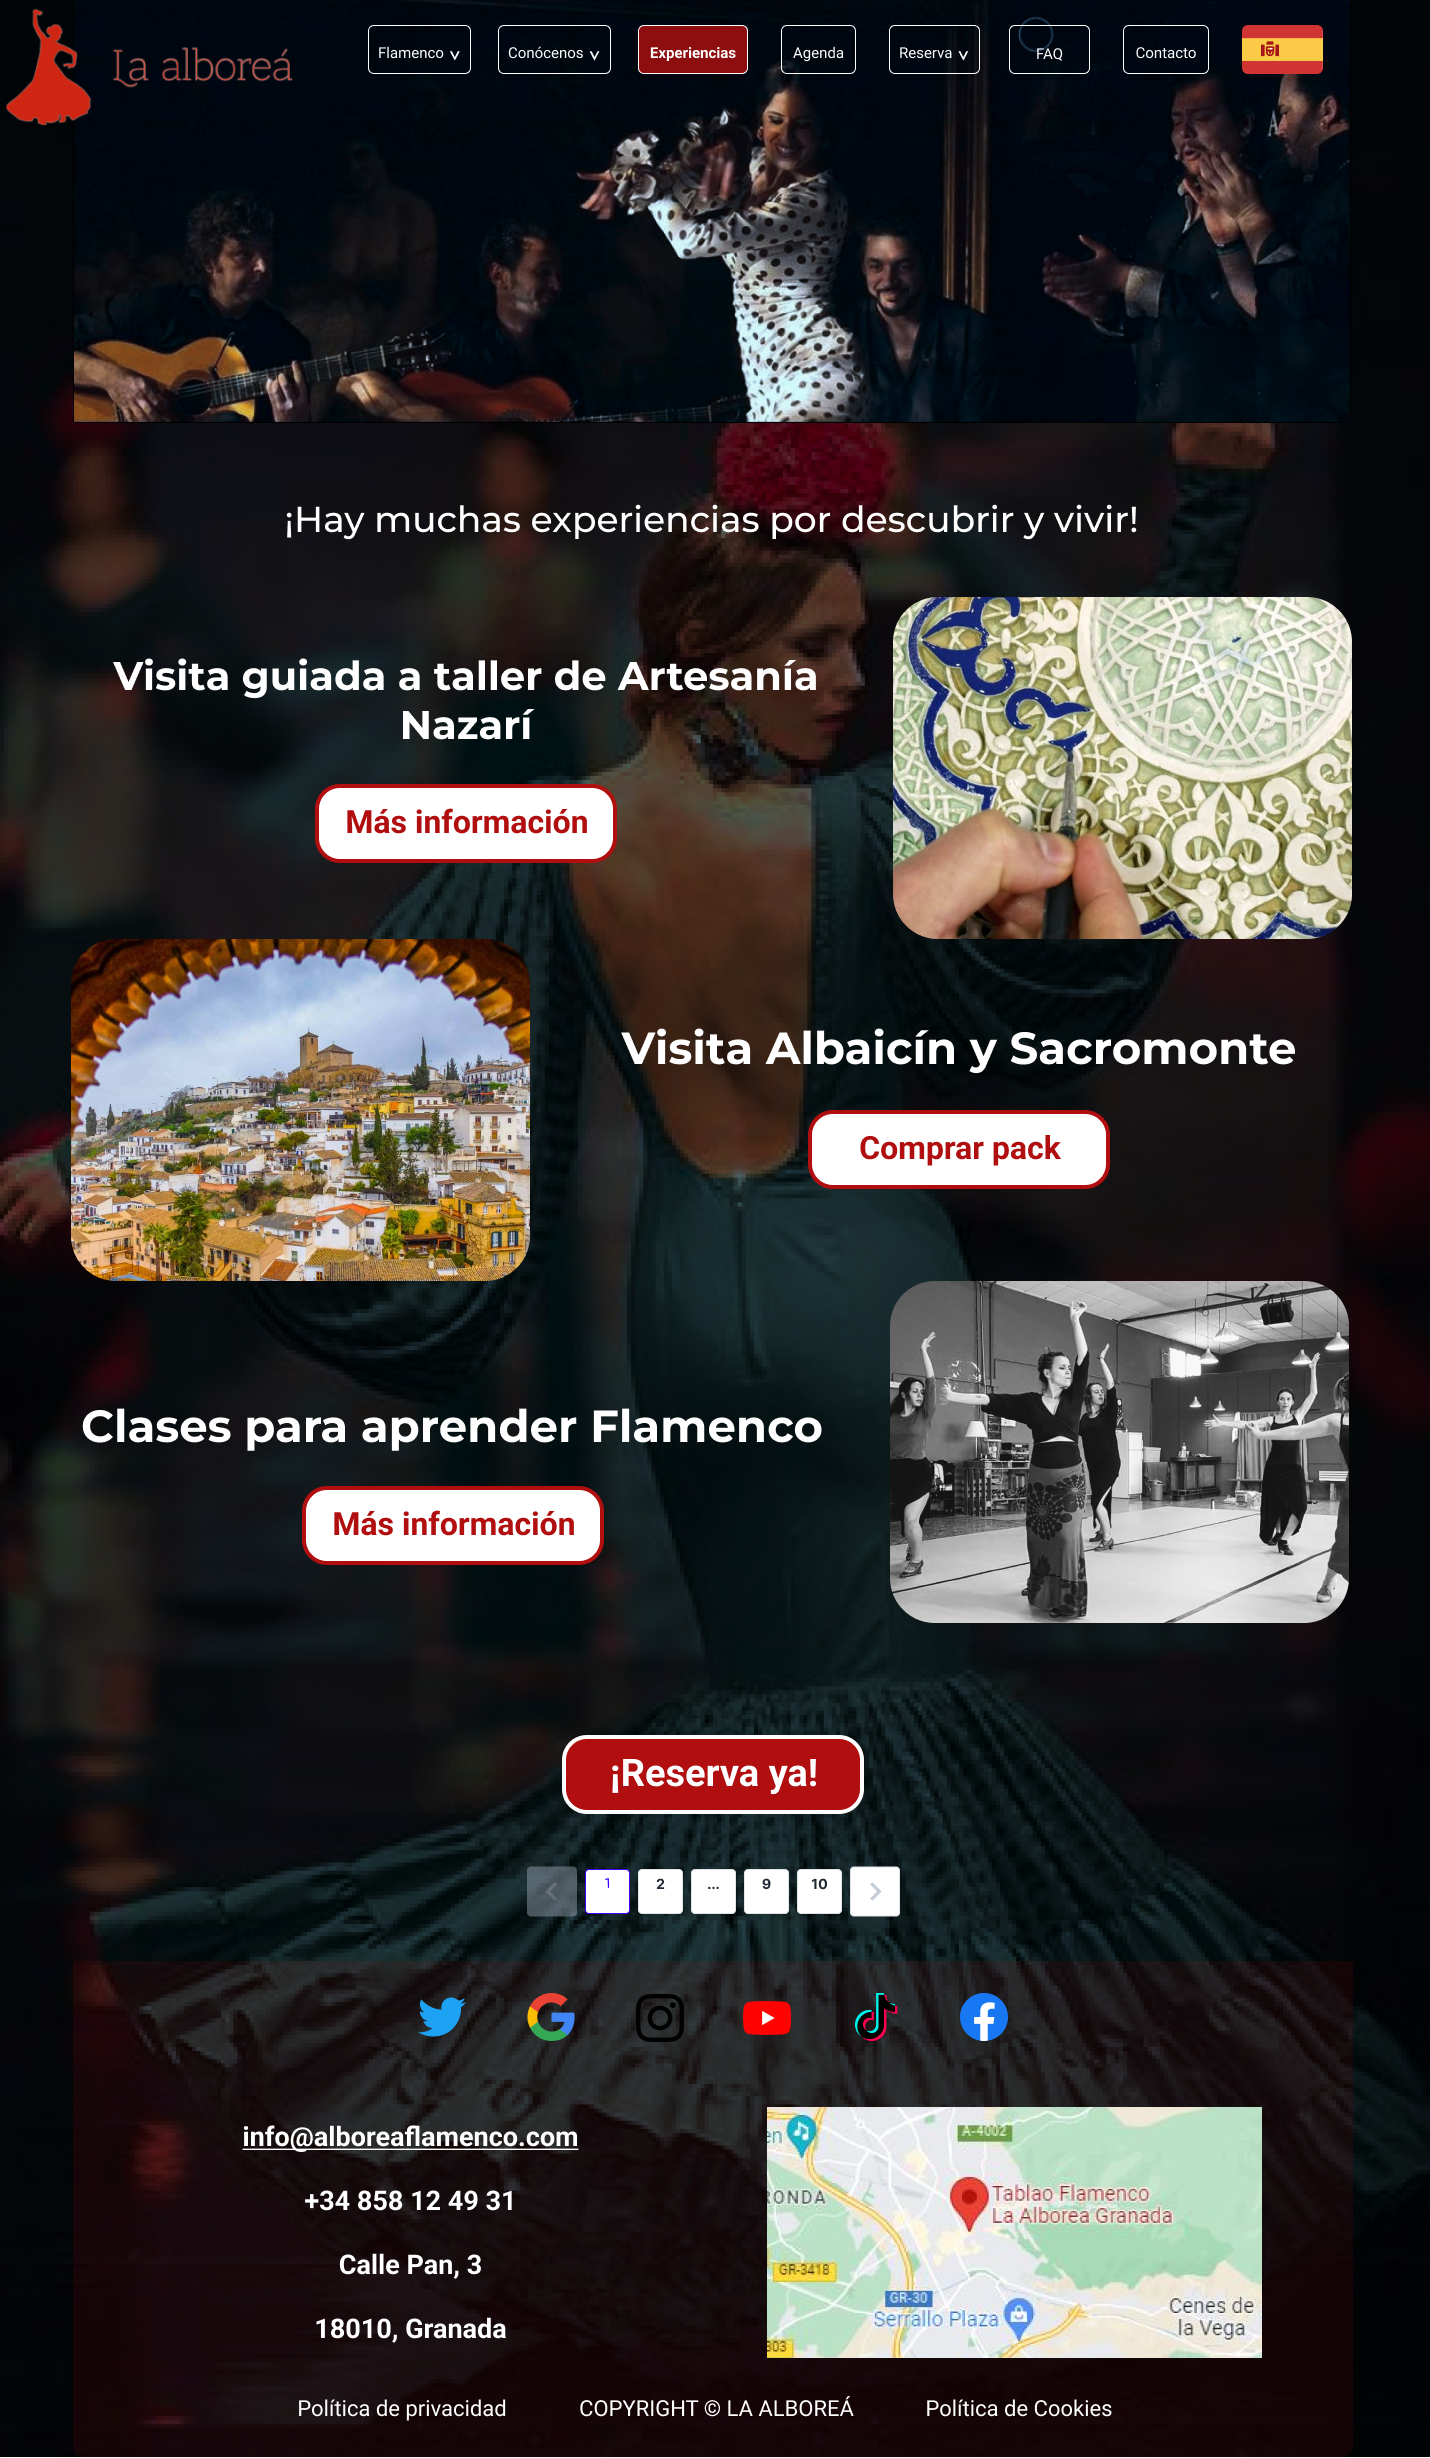 La alboreá
Flamenco
Conócenos
Experiencias
Agenda
Reserva
FAQ
Contacto
¡Hay muchas experiencias por descubrir y vivir!
Visita guiada a taller de Artesanía
Nazarí
Más información
Visita Albaicín y Sacromonte
Comprar pack
Clases para aprender Flamenco
Más información
¡Reserva ya!
1 2 ... 9 10
info@alboreaflamenco.com
+34 858 12 49 31
Calle Pan, 3
18010, Granada
A-4002
RONDA
Tablao Flamenco
La Alborea Granada
GR-3418
GR-30
Serrallo Plaza
Cenes de
la Vega
303
Política de privacidad
COPYRIGHT © LA ALBOREÁ
Política de Cookies